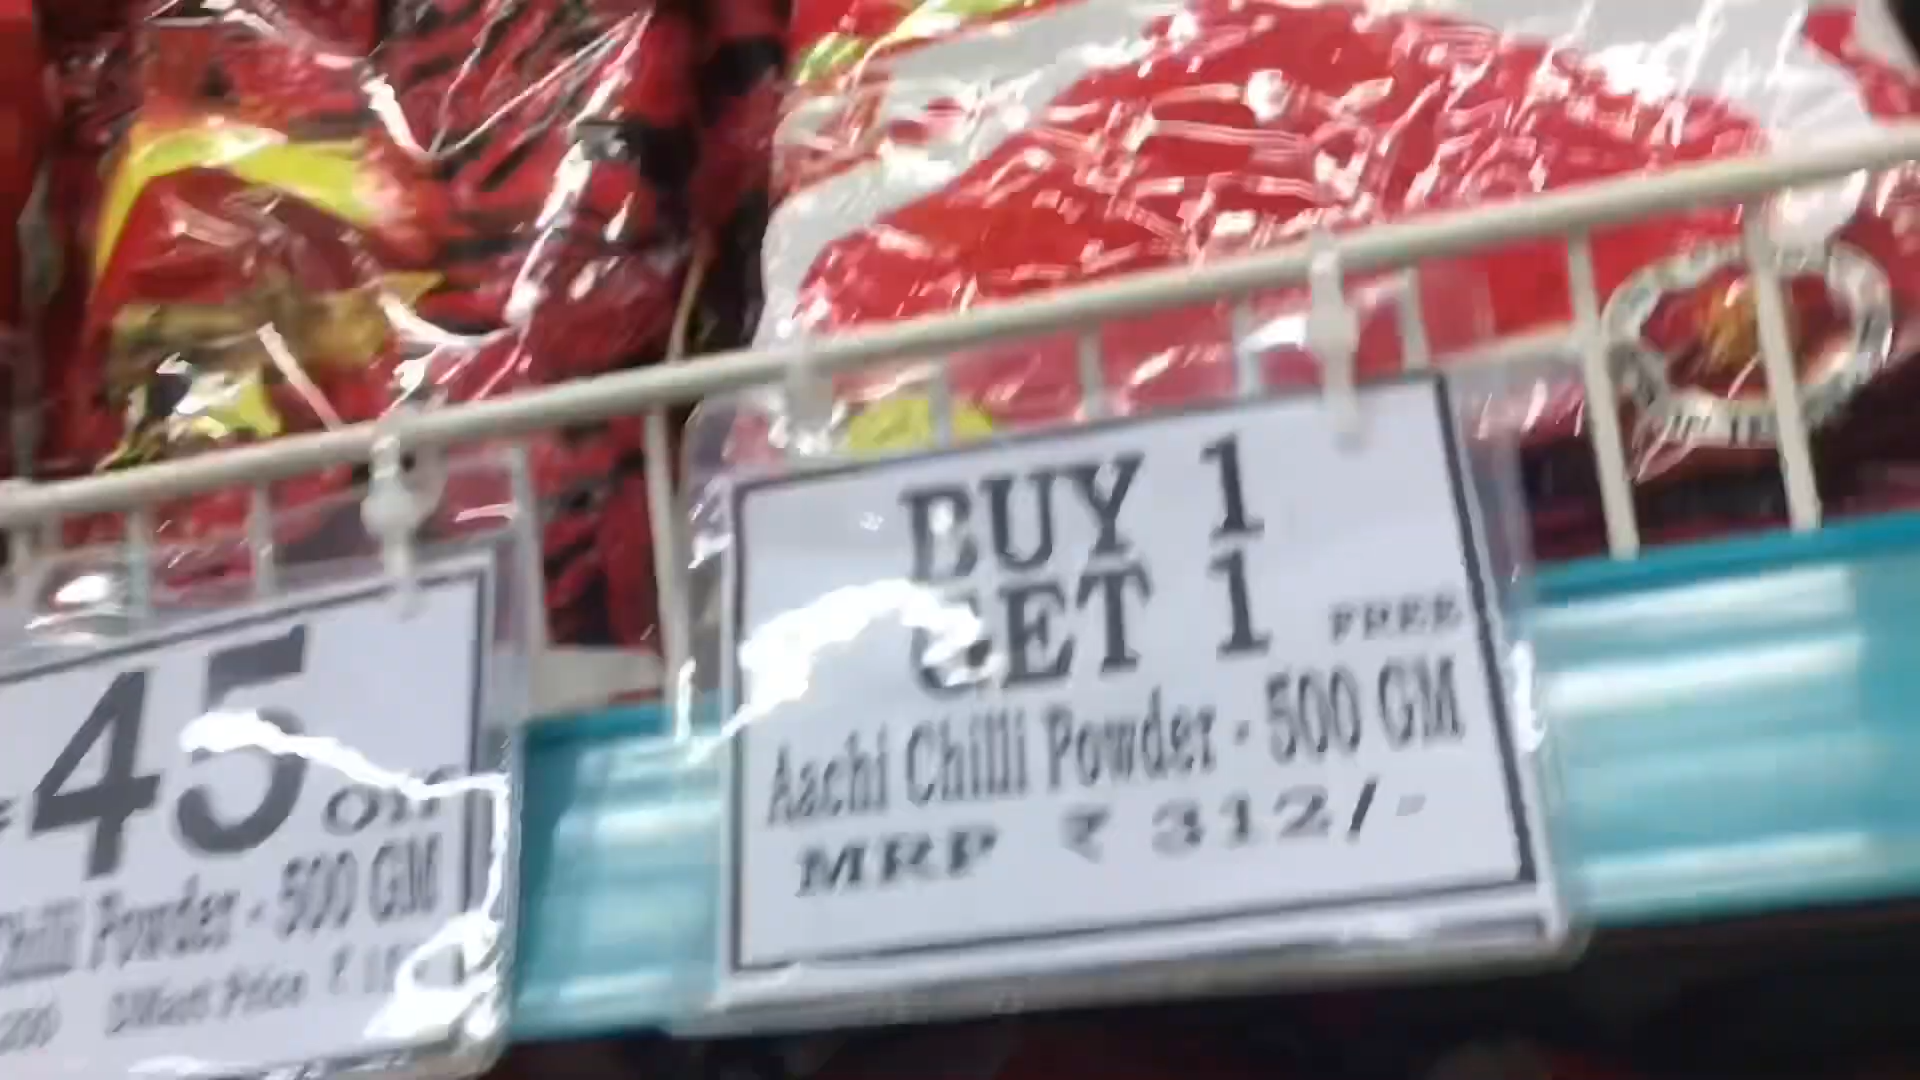 45 OFF
Chilli Powder - 500 GM
200 DMart Price ₹
BUY 1
GET 1 FREE
Aachi Chilli Powder - 500 GM
MRP ₹ 312/-